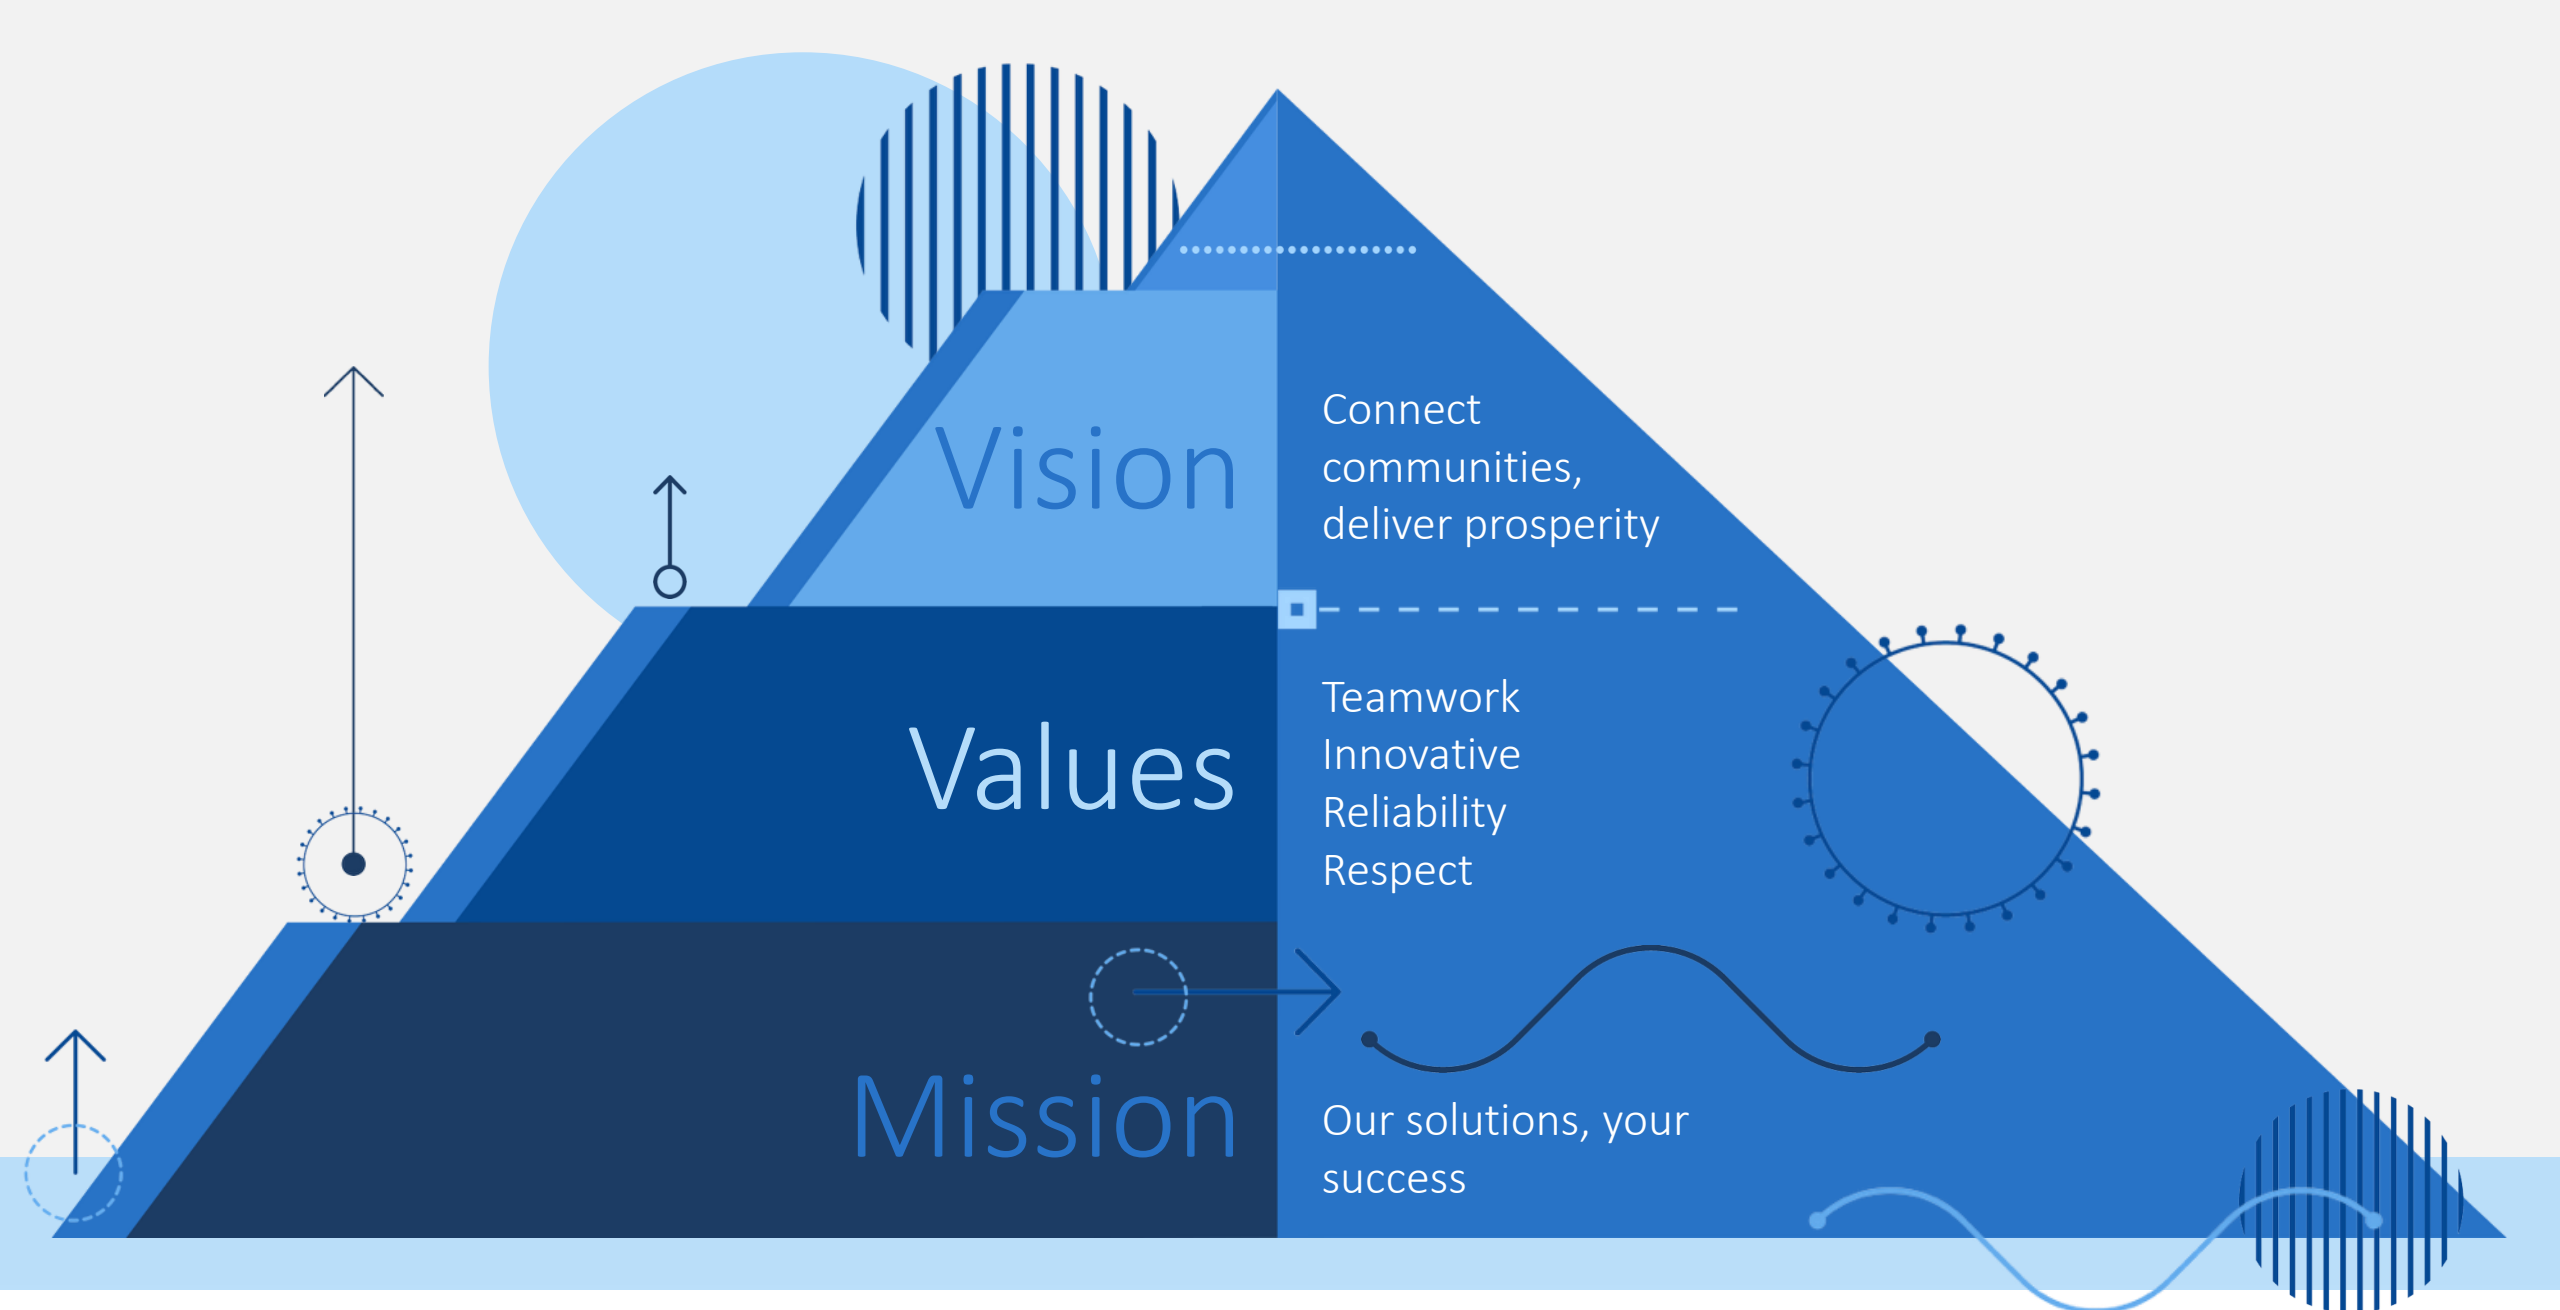 Vision
Connect
communities,
deliver prosperity
Values
Teamwork
Innovative
Reliability
Respect
Mission
Our solutions, your
success